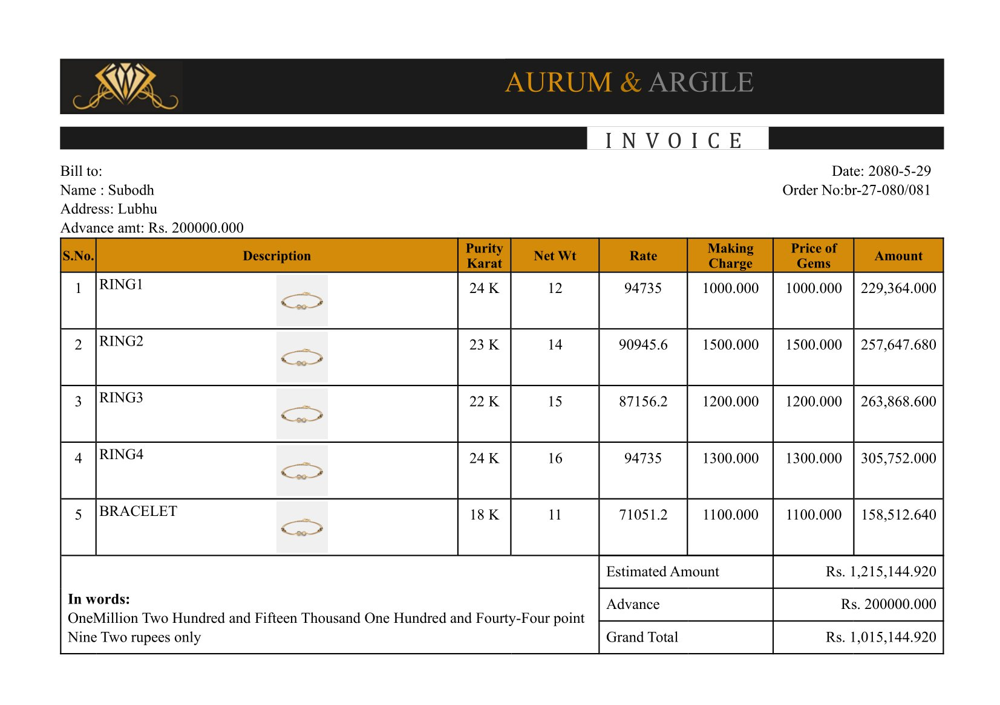 AURUM & ARGILE
INVOICE
Bill to:
Date: 2080-5-29
Name : Subodh
Order No:br-27-080/081
Address: Lubhu
Advance amt: Rs. 200000.000
S.No. Description Purity Karat Net Wt Rate Making Charge Price of Gems Amount
1 RING1 24 K 12 94735 1000.000 1000.000 229,364.000
2 RING2 23 K 14 90945.6 1500.000 1500.000 257,647.680
3 RING3 22 K 15 87156.2 1200.000 1200.000 263,868.600
4 RING4 24 K 16 94735 1300.000 1300.000 305,752.000
5 BRACELET 18 K 11 71051.2 1100.000 1100.000 158,512.640
Estimated Amount Rs. 1,215,144.920
Advance Rs. 200000.000
Grand Total Rs. 1,015,144.920
In words:
OneMillion Two Hundred and Fifteen Thousand One Hundred and Fourty-Four point
Nine Two rupees only